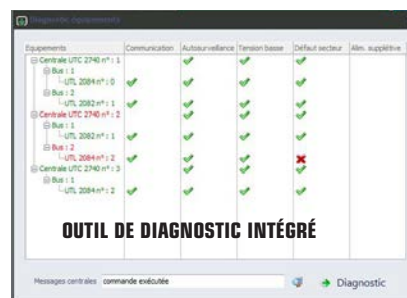 Diagnostic équipements
Equipements Communication Autosurveillance Tension basse Défaut secteur Alim. supplétive
Centrale UTC 2740 n° : 1
Bus : 1
UTL 2084 n° : 0
Bus : 2
UTL 2082 n° : 1
Centrale UTC 2740 n° : 2
Bus : 1
UTL 2082 n° : 1
Bus : 2
UTL 2084 n° : 2
Centrale UTC 2740 n° : 3
Bus : 1
UTL 2084 n° : 2
OUTIL DE DIAGNOSTIC INTÉGRÉ
Messages centrales commande exécutée Diagnostic